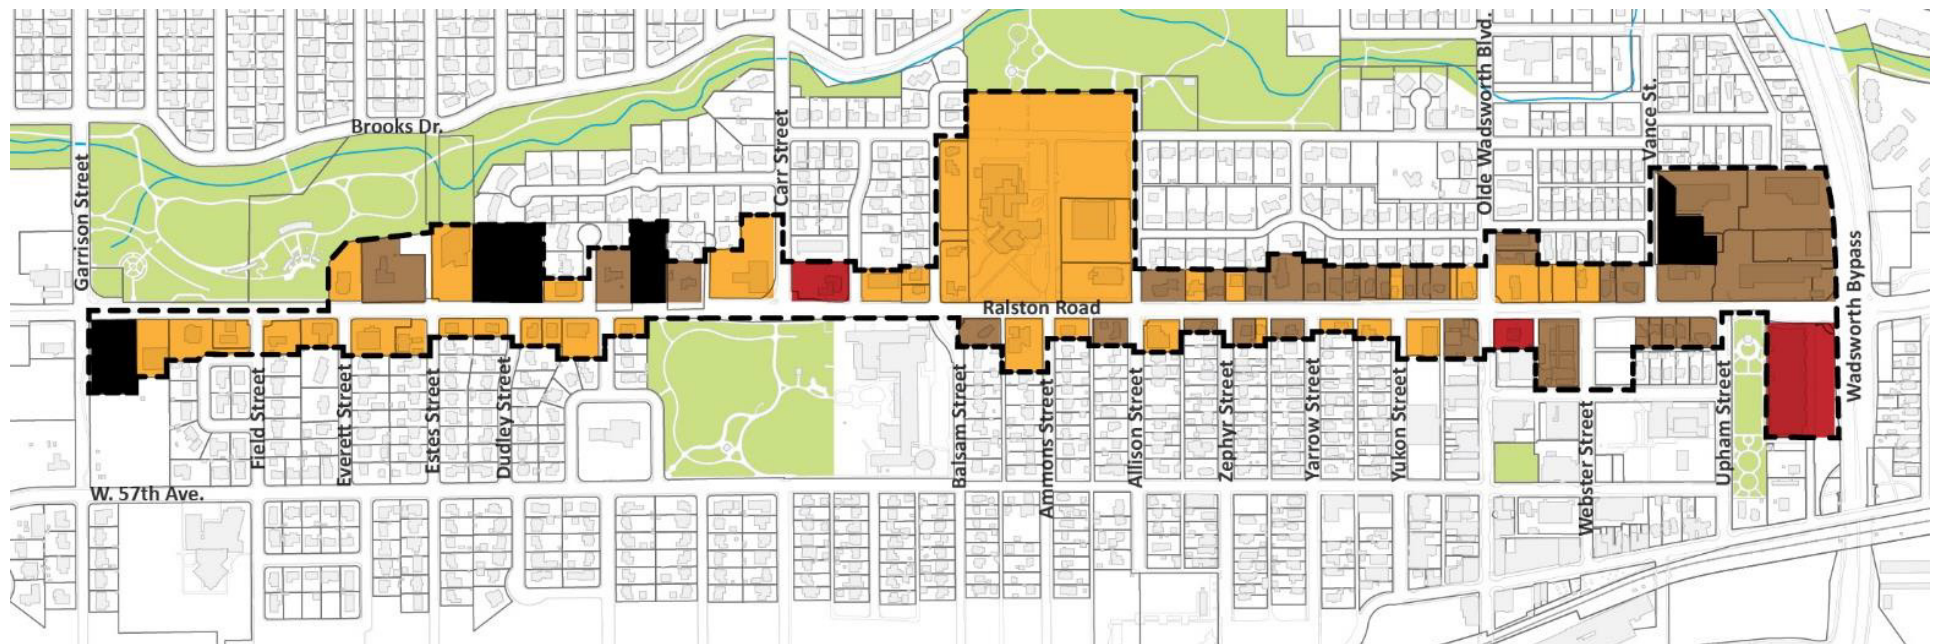 Brooks Dr.
Garrison Street
Carr Street
Olde Wadsworth Blvd.
Vance St.
Wadsworth Bypass
Ralston Road
Field Street
Everett Street
Estes Street
Dudley Street
Balsam Street
Ammons Street
Allison Street
Zephyr Street
Yarrow Street
Yukon Street
Webster Street
Upham Street
W. 57th Ave.